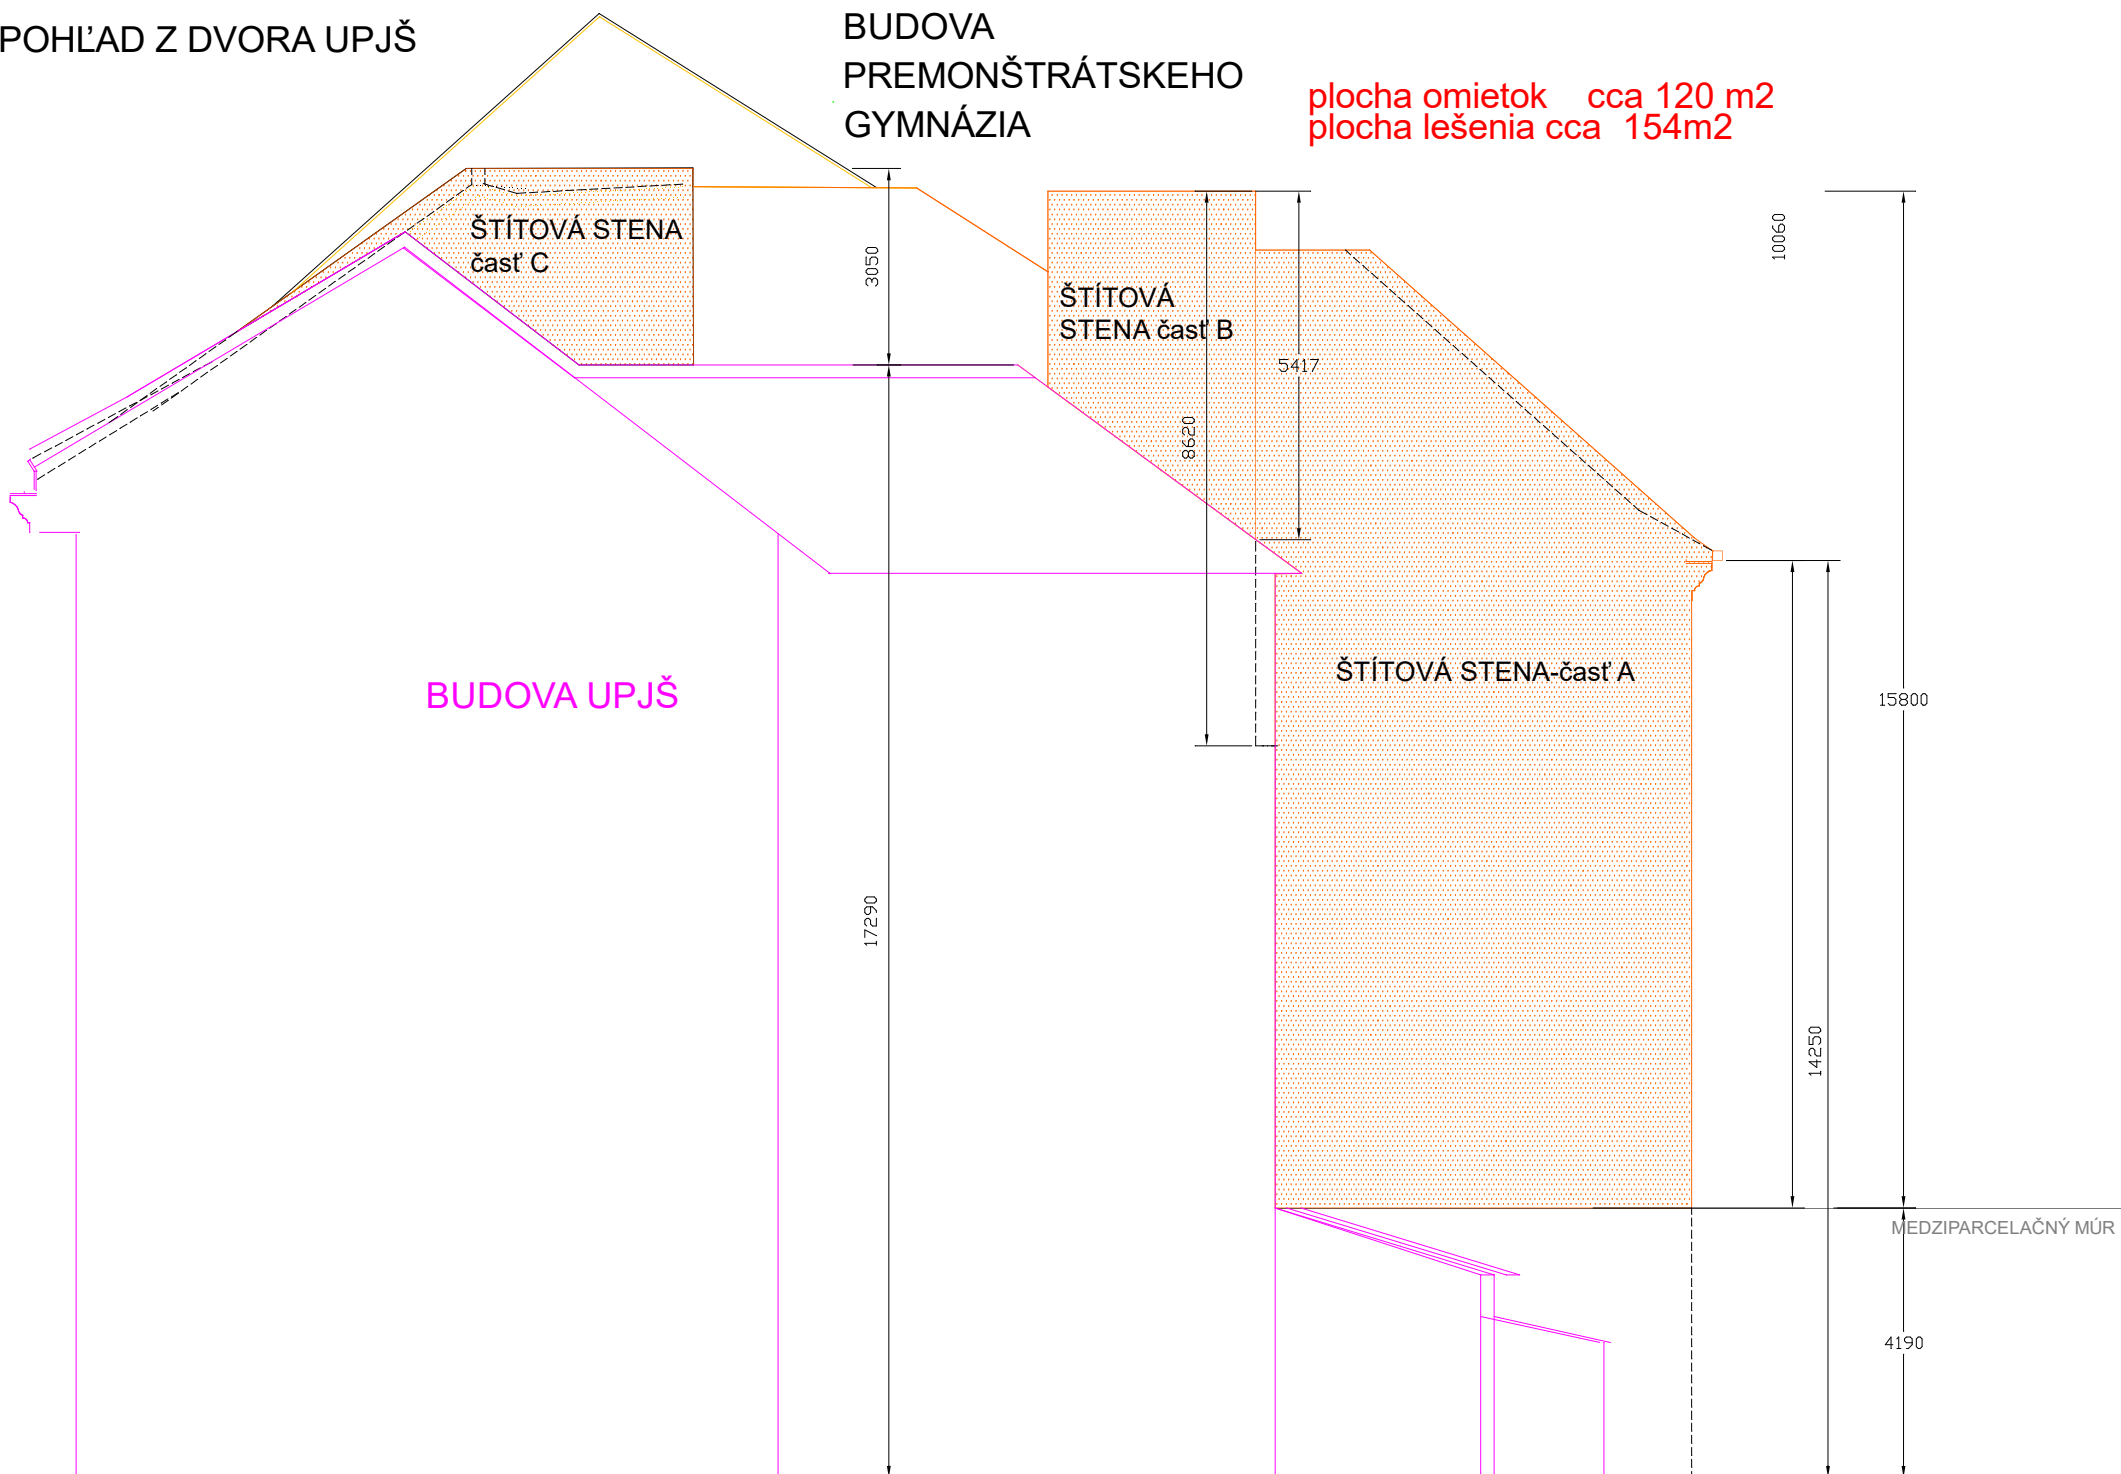 POHĽAD Z DVORA UPJŠ
BUDOVA
PREMONŠTRÁTSKEHO
GYMNÁZIA
plocha omietok cca 120 m2
plocha lešenia cca 154m2
ŠTÍTOVÁ STENA
časť C
3050
ŠTÍTOVÁ
STENA časť B
5417
8620
10060
15800
ŠTÍTOVÁ STENA-časť A
BUDOVA UPJŠ
17290
14250
MEDZIPARCELAČNÝ MÚR
4190